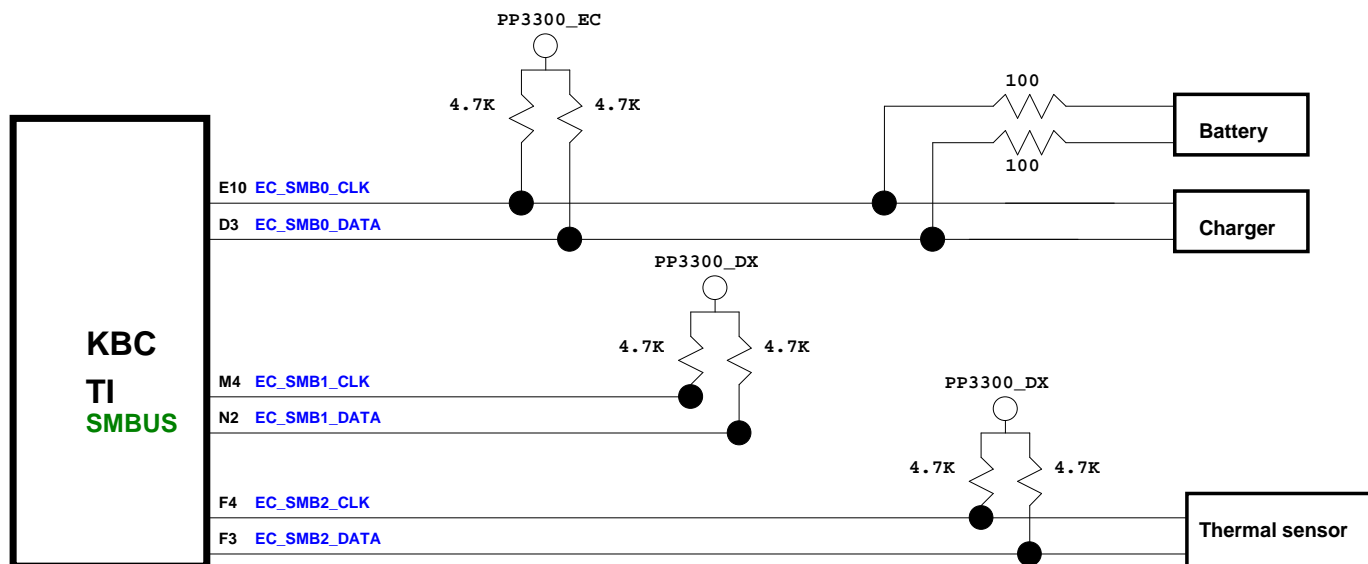 PP3300_EC
4.7K 4.7K
100
Battery
100
E10 EC_SMB0_CLK
D3 EC_SMB0_DATA
Charger
PP3300_DX
4.7K 4.7K
KBC
TI
SMBUS
M4 EC_SMB1_CLK
N2 EC_SMB1_DATA
PP3300_DX
4.7K 4.7K
F4 EC_SMB2_CLK
F3 EC_SMB2_DATA
Thermal sensor